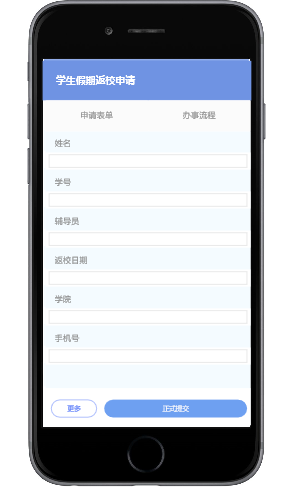 学生假期返校申请
申请表单 办事流程
姓名
学号
辅导员
返校日期
学院
手机号
更多 正式提交